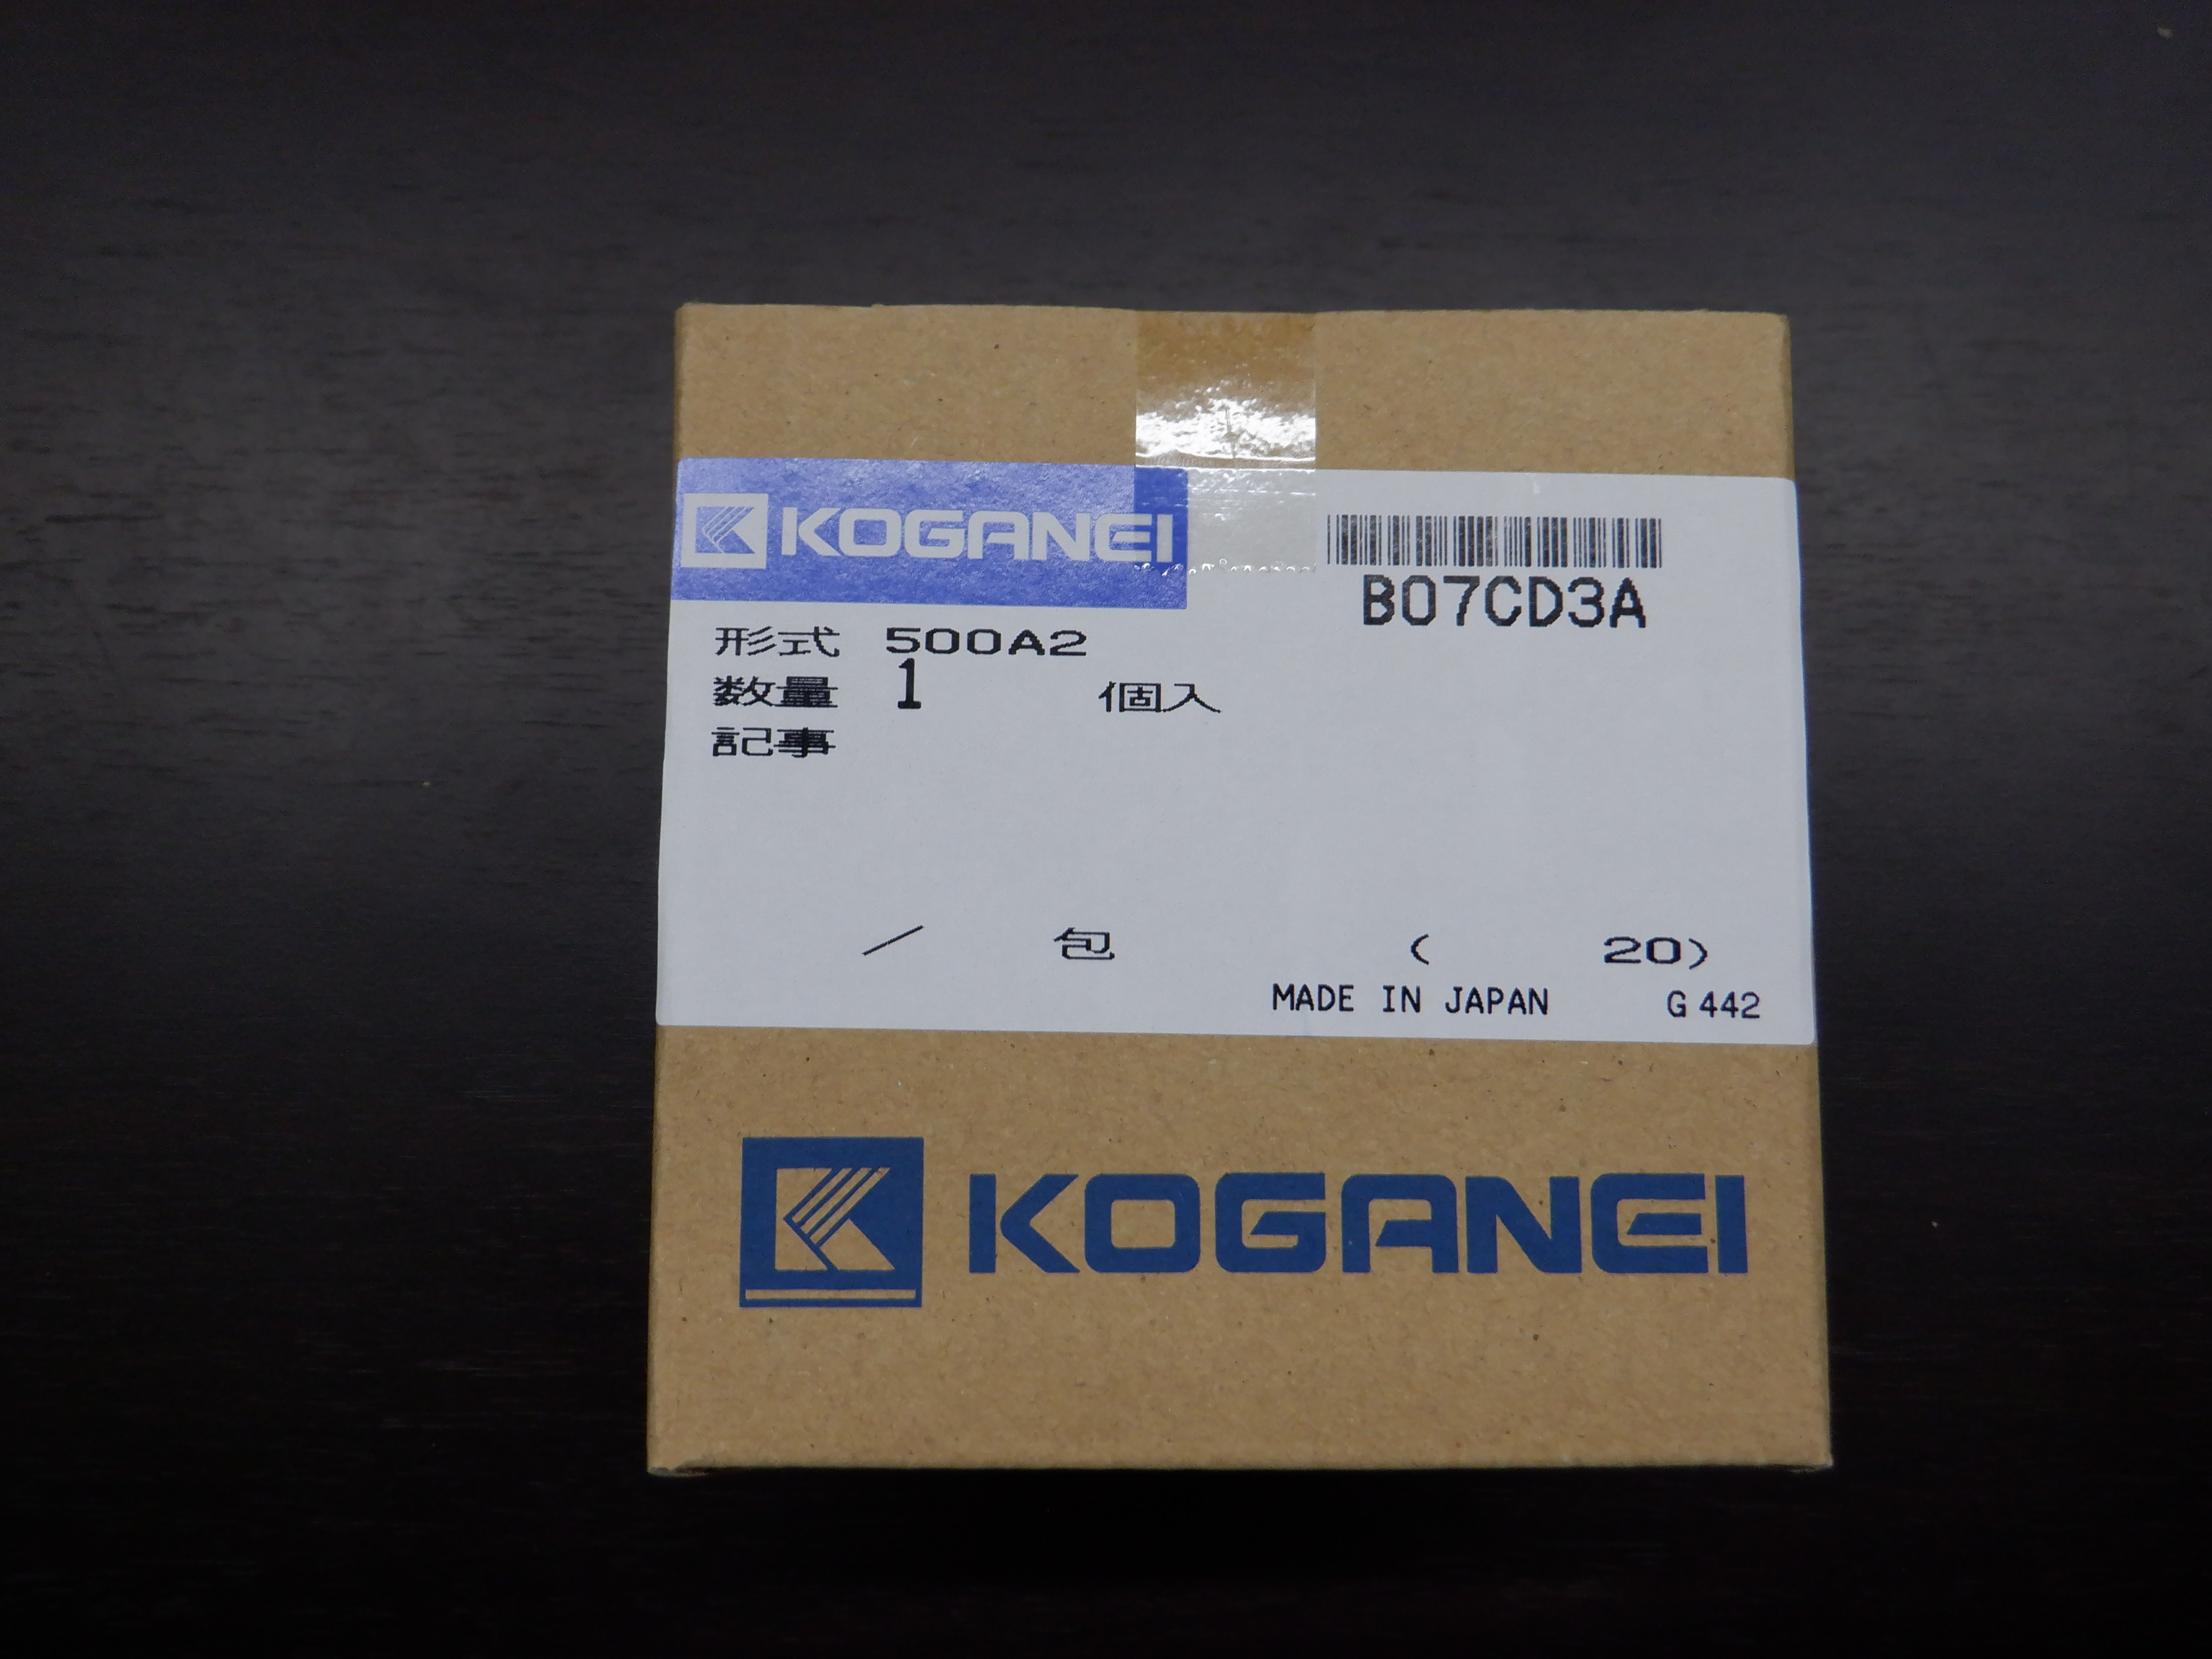 KOGANEI
B07CD3A
形式 500A2
数量 1 個入
記事
／ 包 ( 20)
MADE IN JAPAN G 442
KOGANEI